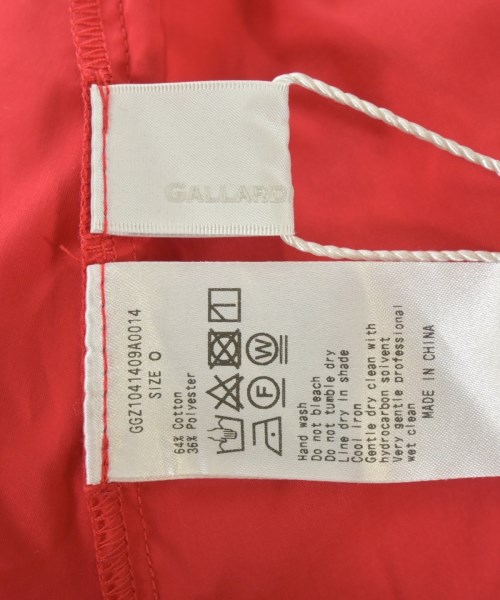 GALLARD
GGZ1041409A0014
SIZE O
64% Cotton
36% Polyester
Hand wash
Do not bleach
Do not tumble dry
Line dry in shade
Cool iron
Gentle dry clean with
hydrocarbon solvent
Very gentle professional
wet clean
MADE IN CHINA